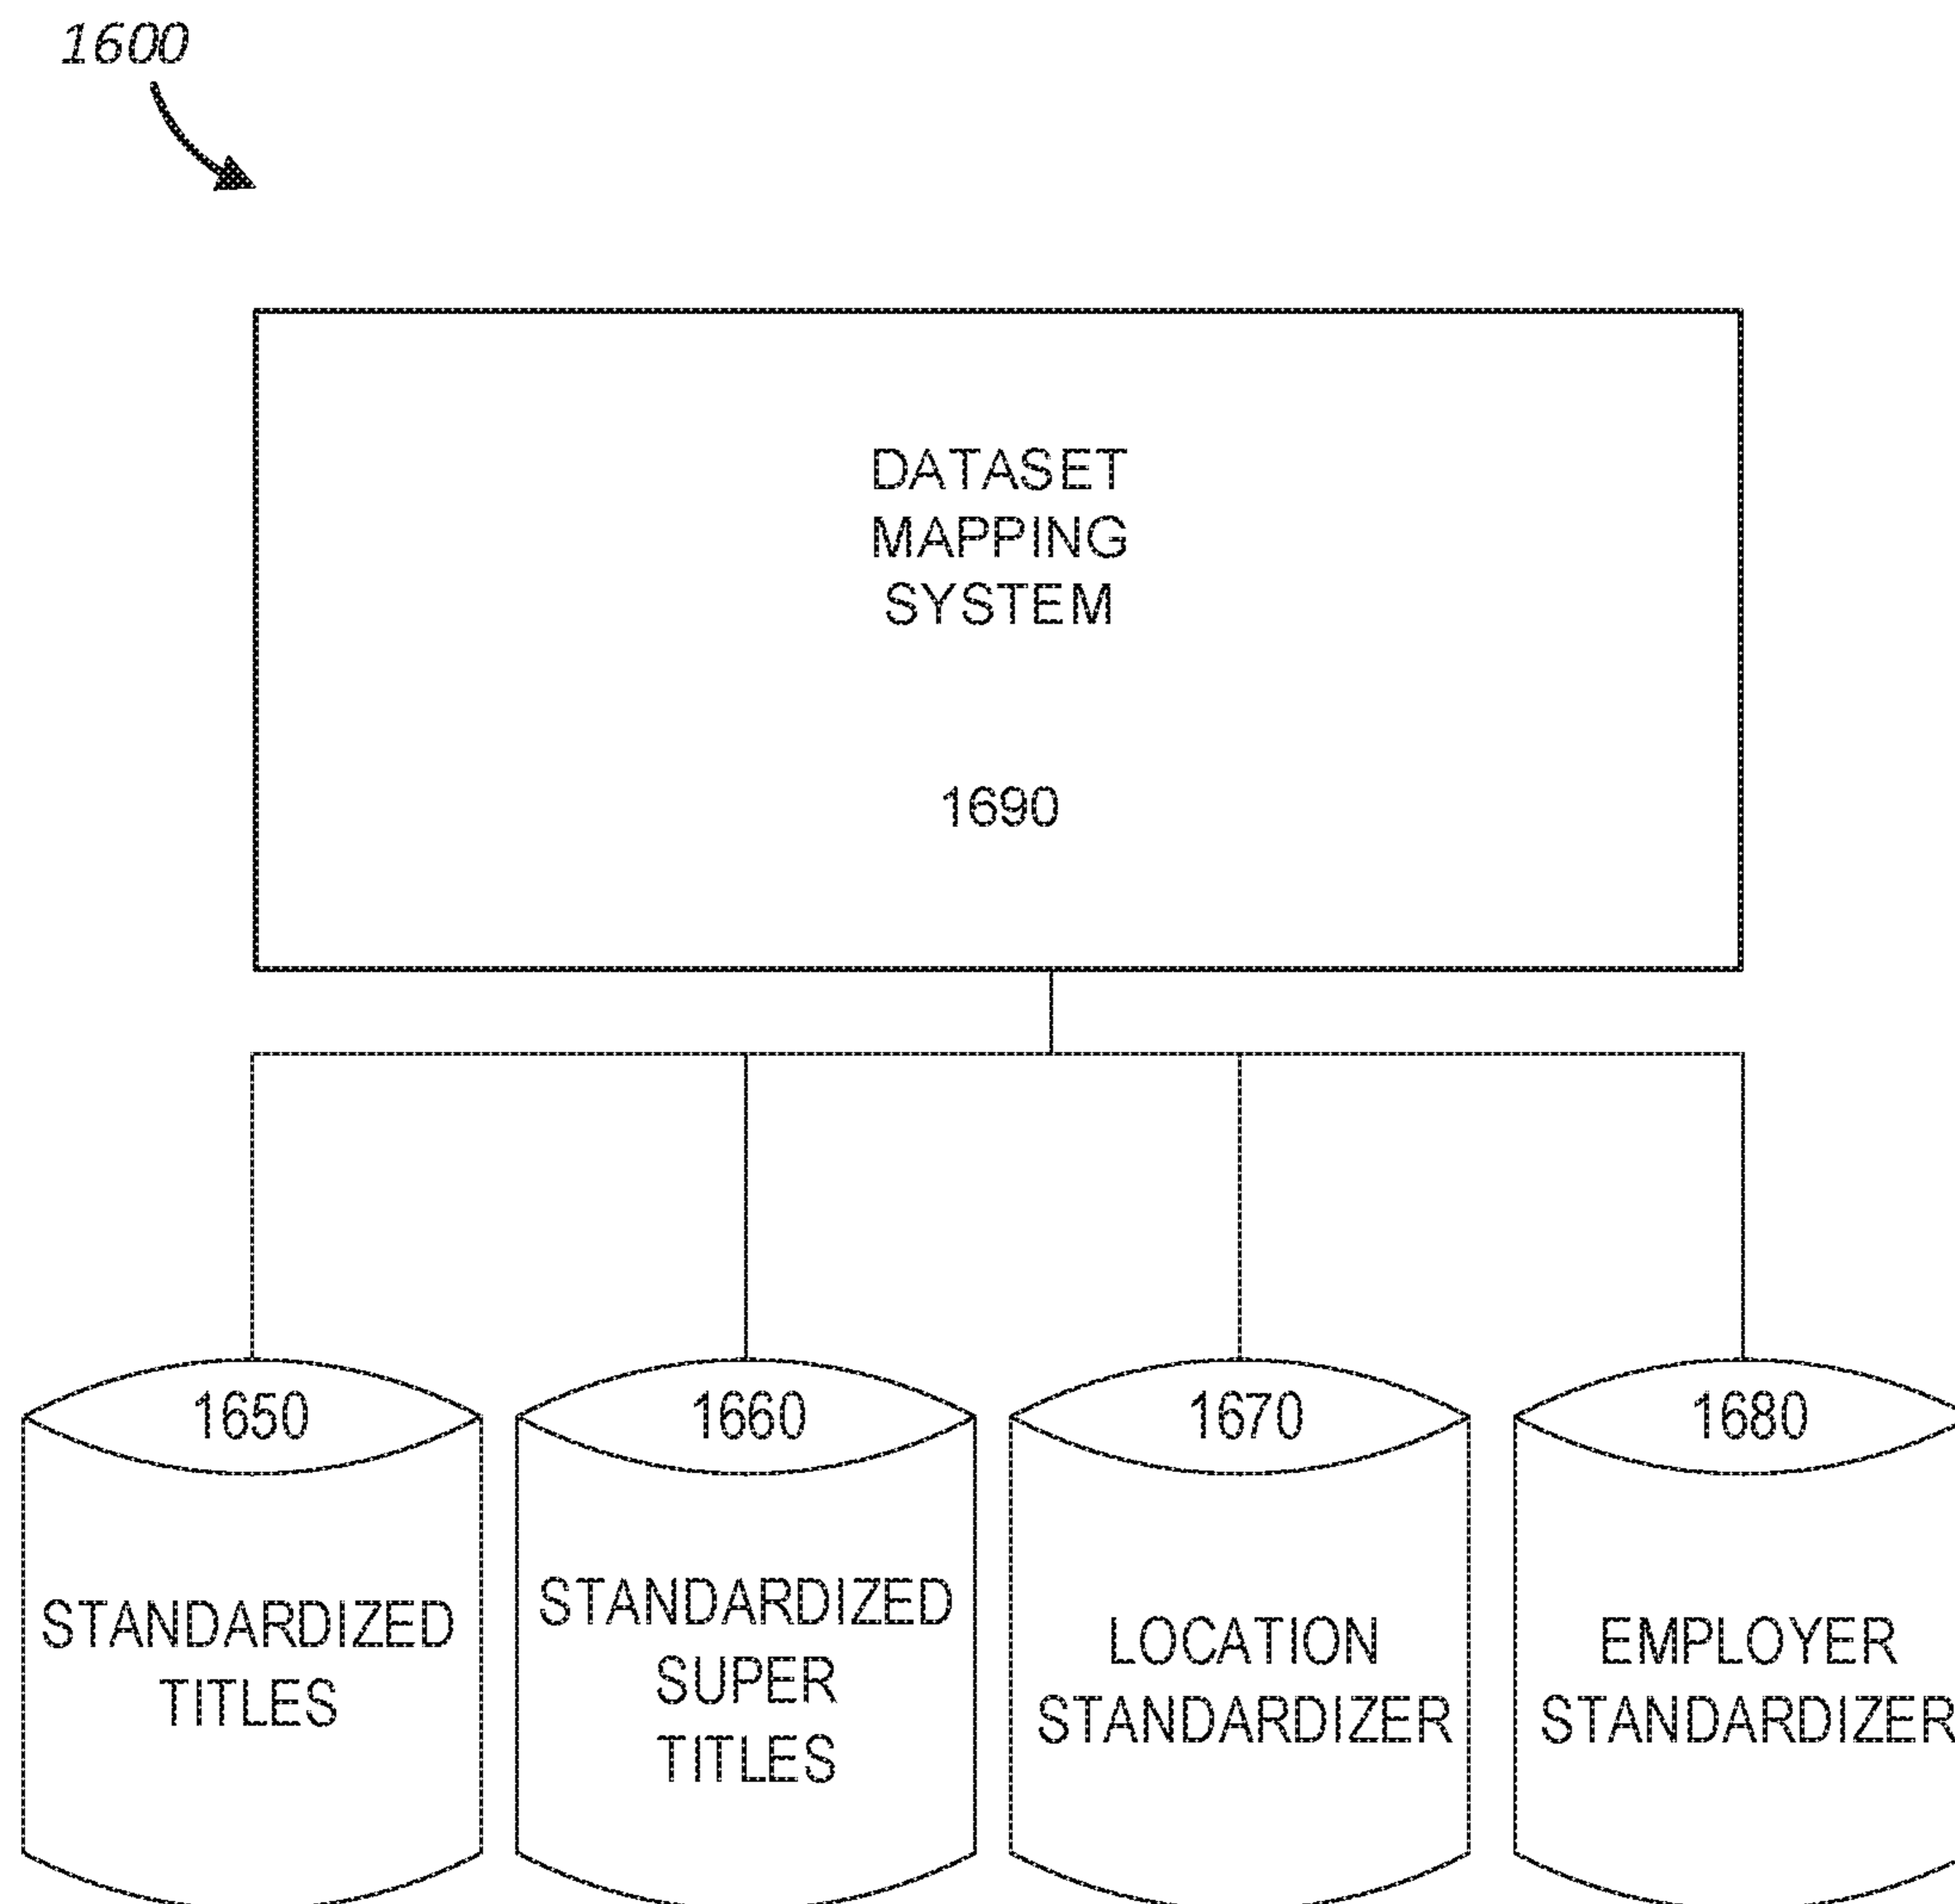 1600
DATASET
MAPPING
SYSTEM
1690
1650
STANDARDIZED
TITLES
1660
STANDARDIZED
SUPER
TITLES
1670
LOCATION
STANDARDIZER
1680
EMPLOYER
STANDARDIZER